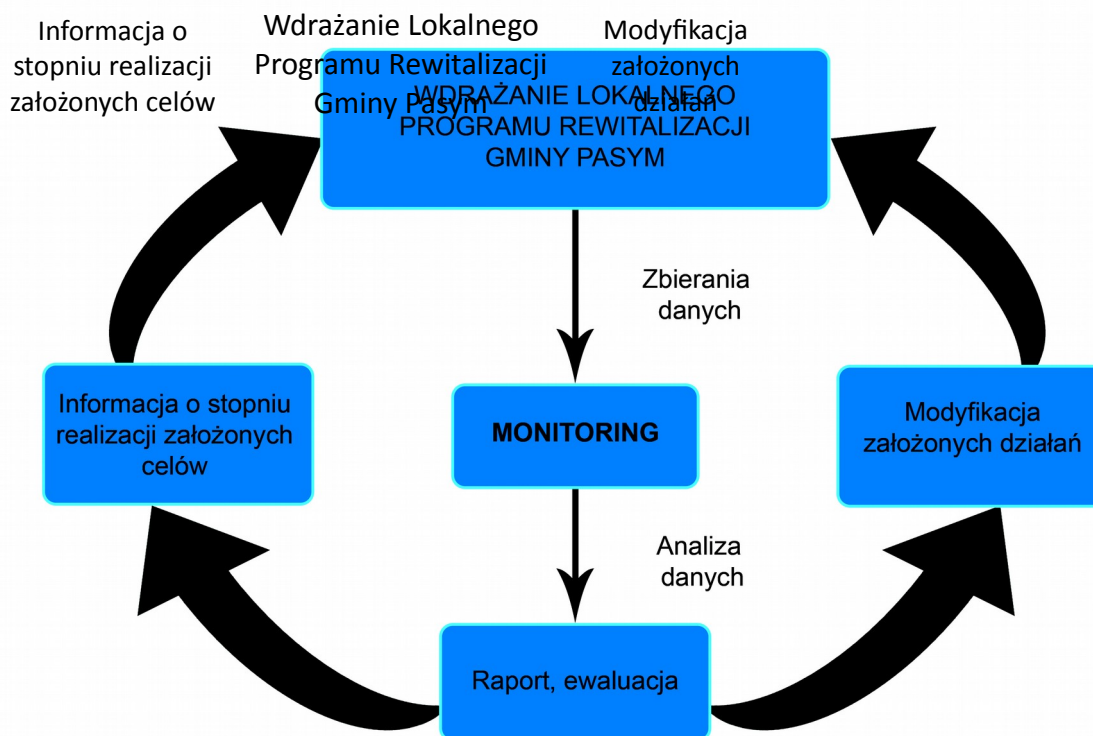 Informacja o
stopniu realizacji
założonych celów
Wdrażanie Lokalnego
Programu Rewitalizacji
Gminy Pasym
Modyfikacja
założonych
działań
WDRAŻANIE LOKALNEGO
PROGRAMU REWITALIZACJI
GMINY PASYM
Zbierania
danych
Informacja o stopniu
realizacji założonych
celów
MONITORING
Modyfikacja
założonych działań
Analiza
danych
Raport, ewaluacja